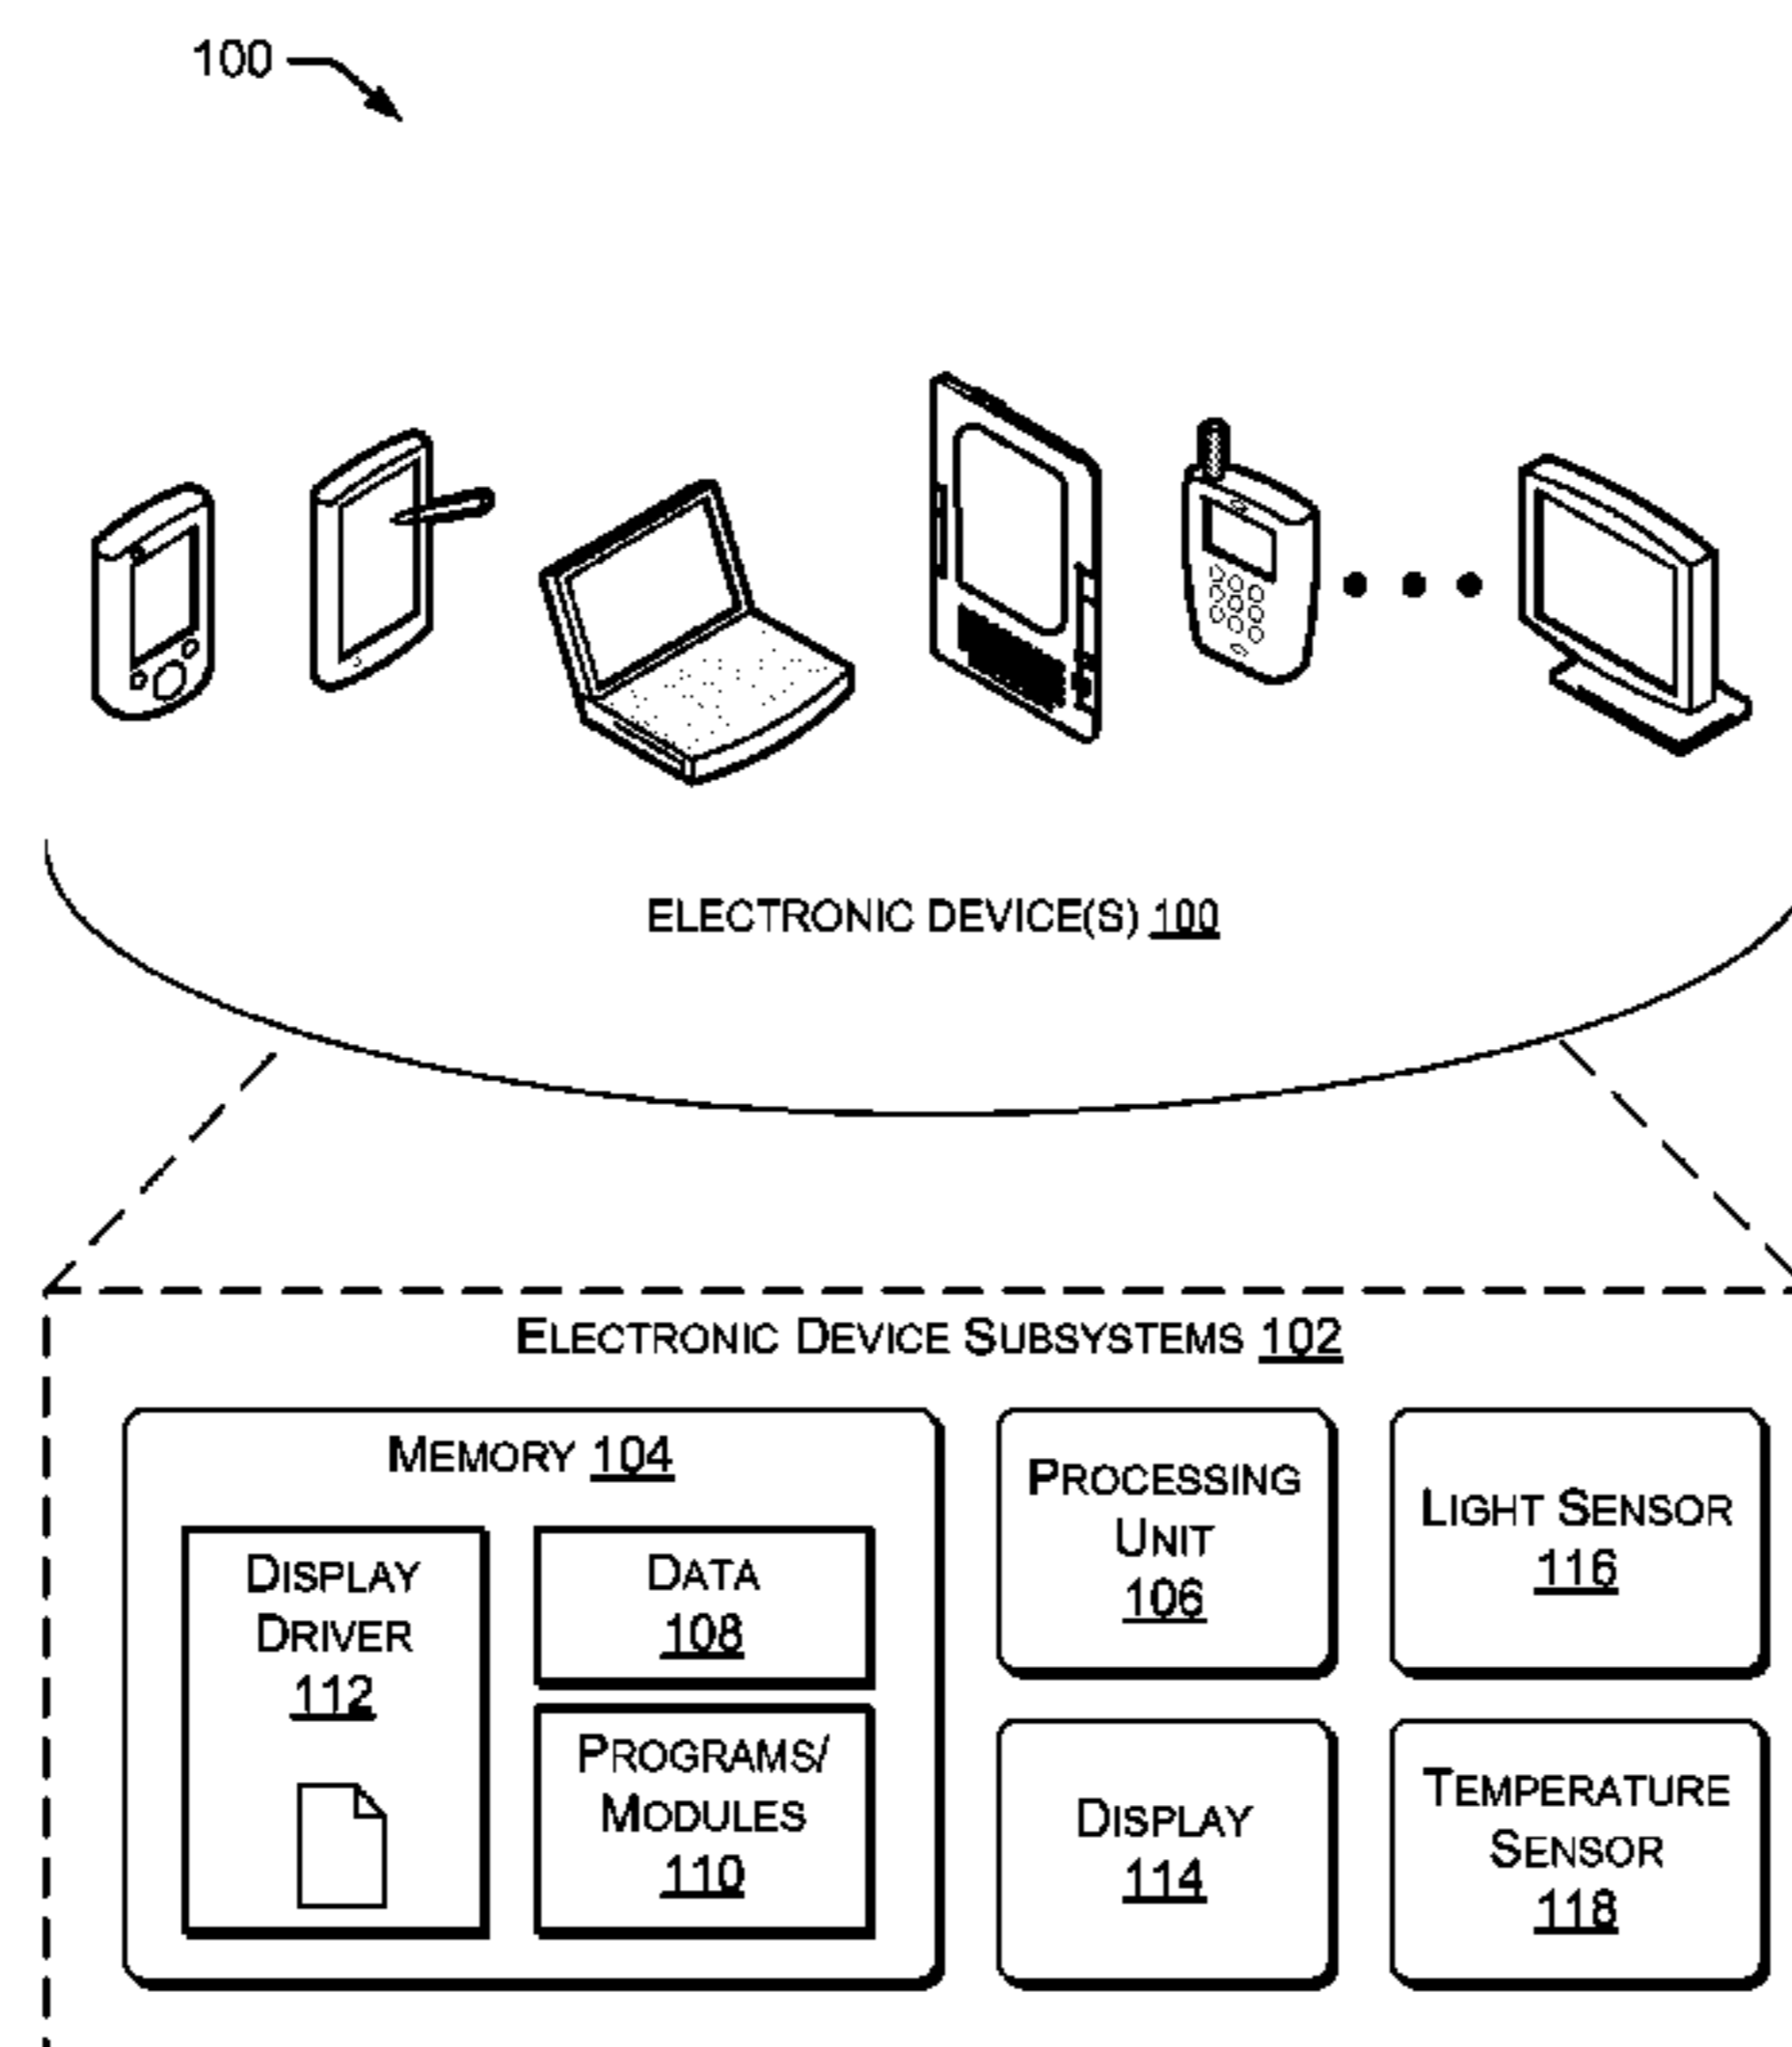 100
ELECTRONIC DEVICE(S) 100
ELECTRONIC DEVICE SUBSYSTEMS 102
MEMORY 104
DISPLAY
DRIVER
112
DATA
108
PROGRAMS/
MODULES
110
PROCESSING
UNIT
106
LIGHT SENSOR
116
DISPLAY
114
TEMPERATURE
SENSOR
118